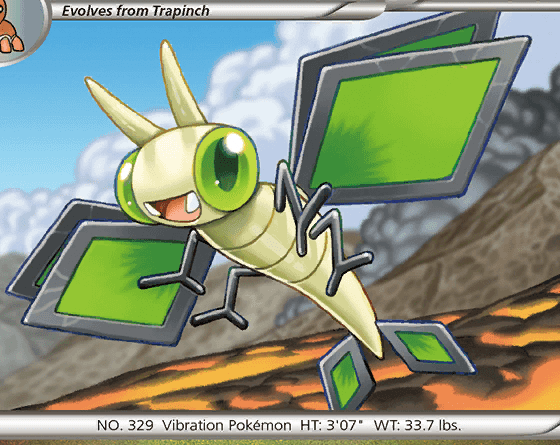 Evolves from Trapinch
NO. 329 Vibration Pokémon HT: 3'07" WT: 33.7 lbs.